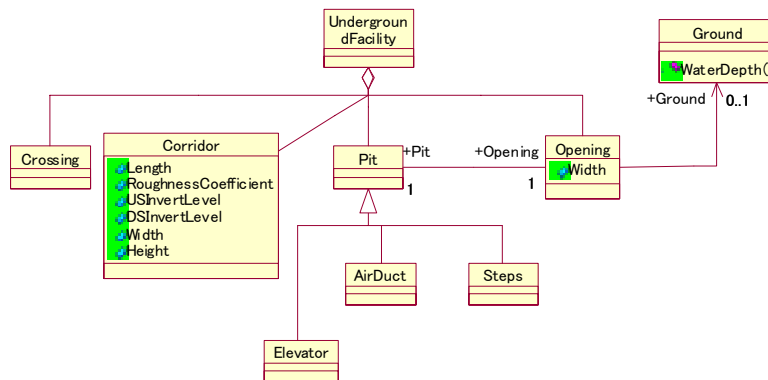 Undergroun
dFacility
Ground
WaterDepth(
+Ground
0..1
Crossing
Corridor
Length
RoughnessCoefficient
USInvertLevel
DSInvertLevel
Width
Height
Pit
+Pit
1
+Opening
1
Opening
Width
AirDuct
Steps
Elevator